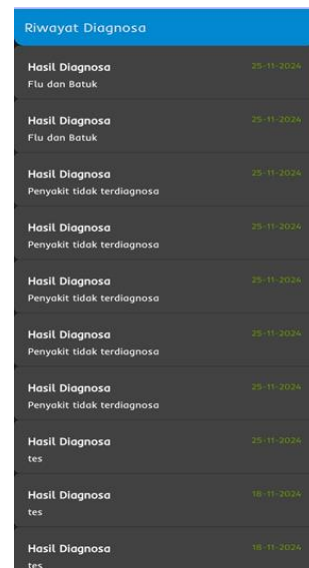 Riwayat Diagnosa
Hasil Diagnosa 25-11-2024
Flu dan Batuk
Hasil Diagnosa 25-11-2024
Flu dan Batuk
Hasil Diagnosa 25-11-2024
Penyakit tidak terdiagnosa
Hasil Diagnosa 25-11-2024
Penyakit tidak terdiagnosa
Hasil Diagnosa 25-11-2024
Penyakit tidak terdiagnosa
Hasil Diagnosa 25-11-2024
Penyakit tidak terdiagnosa
Hasil Diagnosa 25-11-2024
Penyakit tidak terdiagnosa
Hasil Diagnosa 25-11-2024
tes
Hasil Diagnosa 18-11-2024
tes
Hasil Diagnosa 18-11-2024
tes